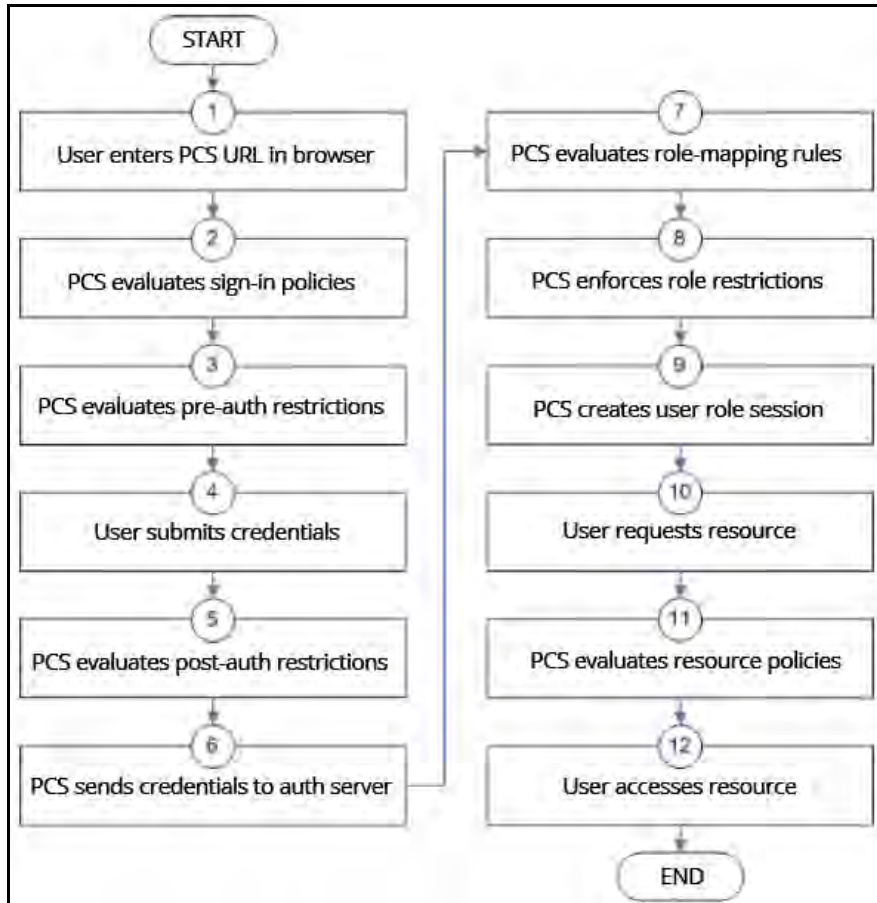 START
1
User enters PCS URL in browser
2
PCS evaluates sign-in policies
3
PCS evaluates pre-auth restrictions
4
User submits credentials
5
PCS evaluates post-auth restrictions
6
PCS sends credentials to auth server
7
PCS evaluates role-mapping rules
8
PCS enforces role restrictions
9
PCS creates user role session
10
User requests resource
11
PCS evaluates resource policies
12
User accesses resource
END